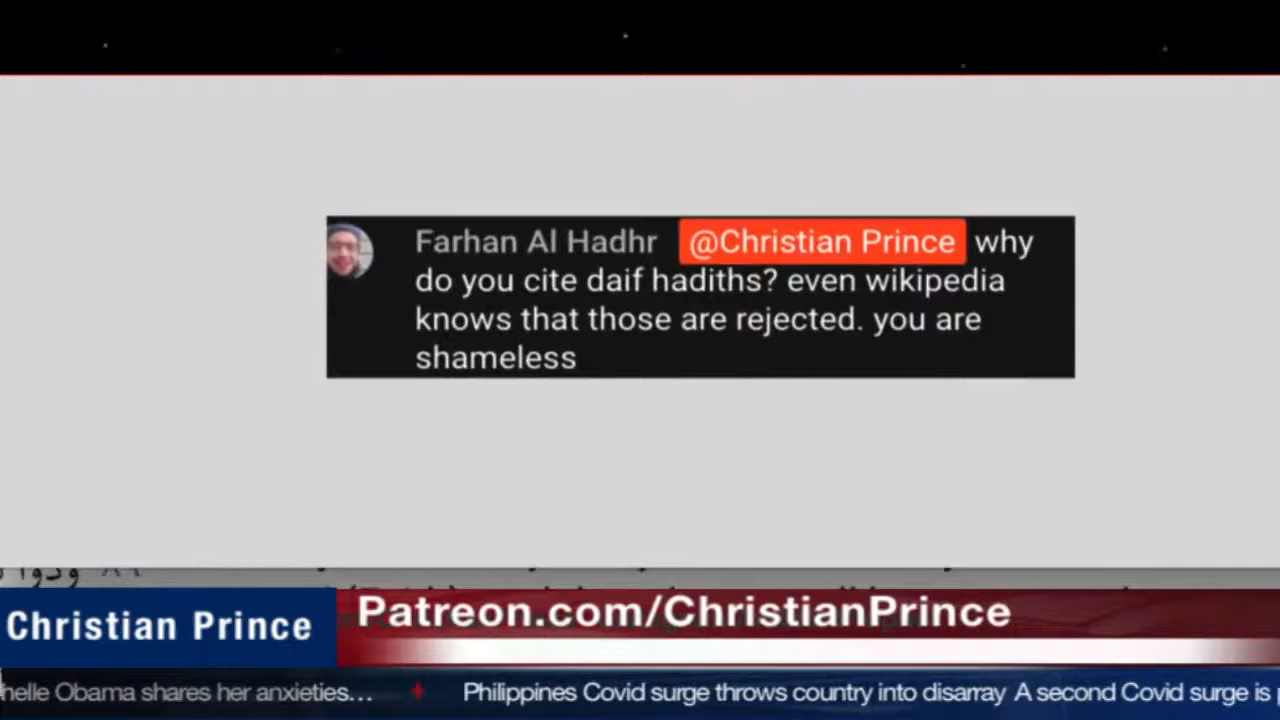 Farhan Al Hadhr @Christian Prince why
do you cite daif hadiths? even wikipedia
knows that those are rejected. you are
shameless
Christian Prince
Patreon.com/ChristianPrince
shares her anxieties...
Philippines Covid surge throws country into disarray A second Covid surge is